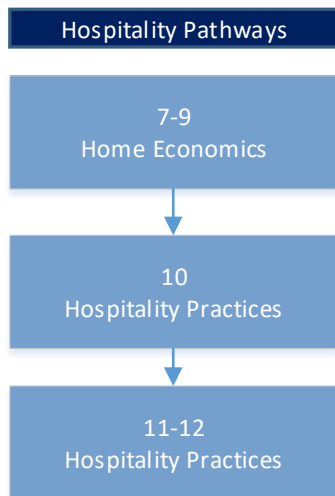 Hospitality Pathways
7-9
Home Economics
10
Hospitality Practices
11-12
Hospitality Practices